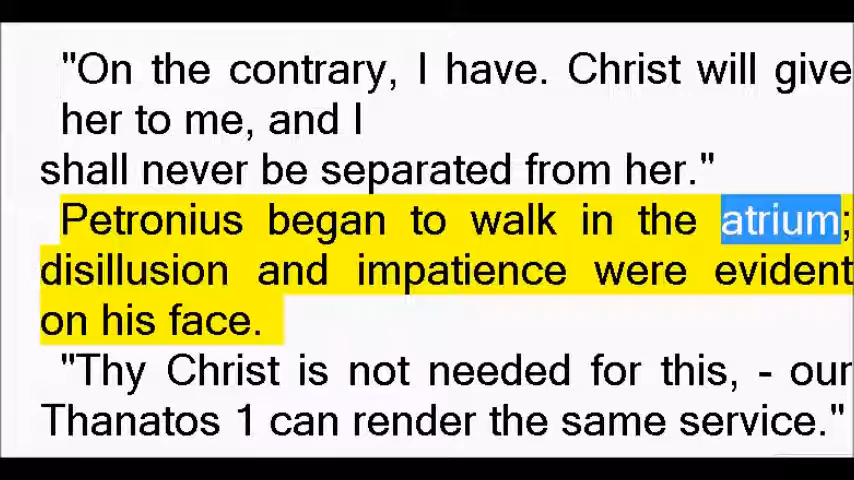 "On the contrary, I have. Christ will give
her to me, and I
shall never be separated from her."
Petronius began to walk in the atrium;
disillusion and impatience were evident
on his face.
"Thy Christ is not needed for this, - our
Thanatos 1 can render the same service."